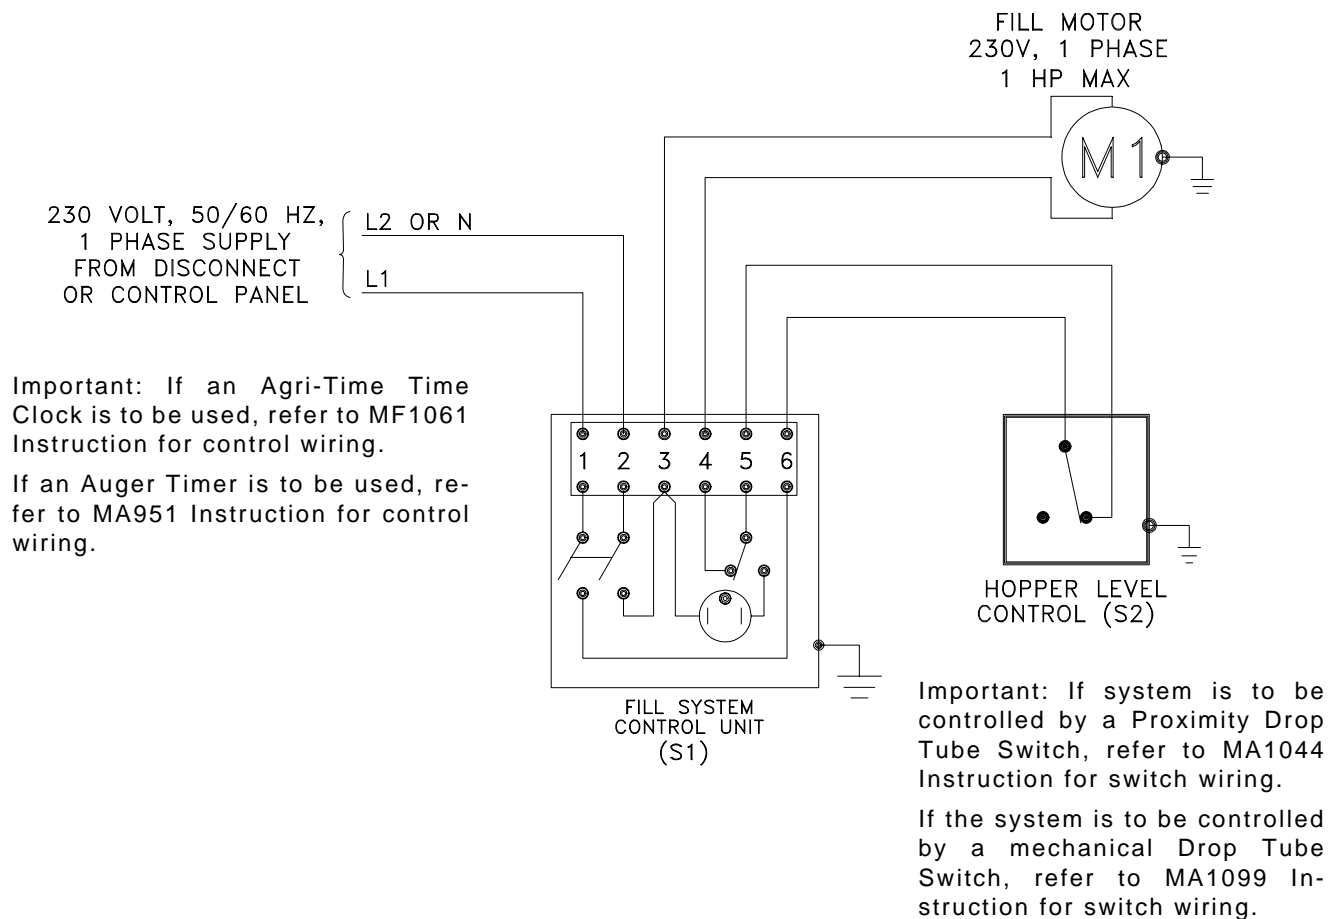 FILL MOTOR
230V, 1 PHASE
1 HP MAX
M1
230 VOLT, 50/60 HZ,
1 PHASE SUPPLY
FROM DISCONNECT
OR CONTROL PANEL
L2 OR N
L1
Important: If an Agri-Time Time
Clock is to be used, refer to MF1061
Instruction for control wiring.
If an Auger Timer is to be used, re-
fer to MA951 Instruction for control
wiring.
1 2 3 4 5 6
HOPPER LEVEL
CONTROL (S2)
FILL SYSTEM
CONTROL UNIT
(S1)
Important: If system is to be
controlled by a Proximity Drop
Tube Switch, refer to MA1044
Instruction for switch wiring.
If the system is to be controlled
by a mechanical Drop Tube
Switch, refer to MA1099 In-
struction for switch wiring.